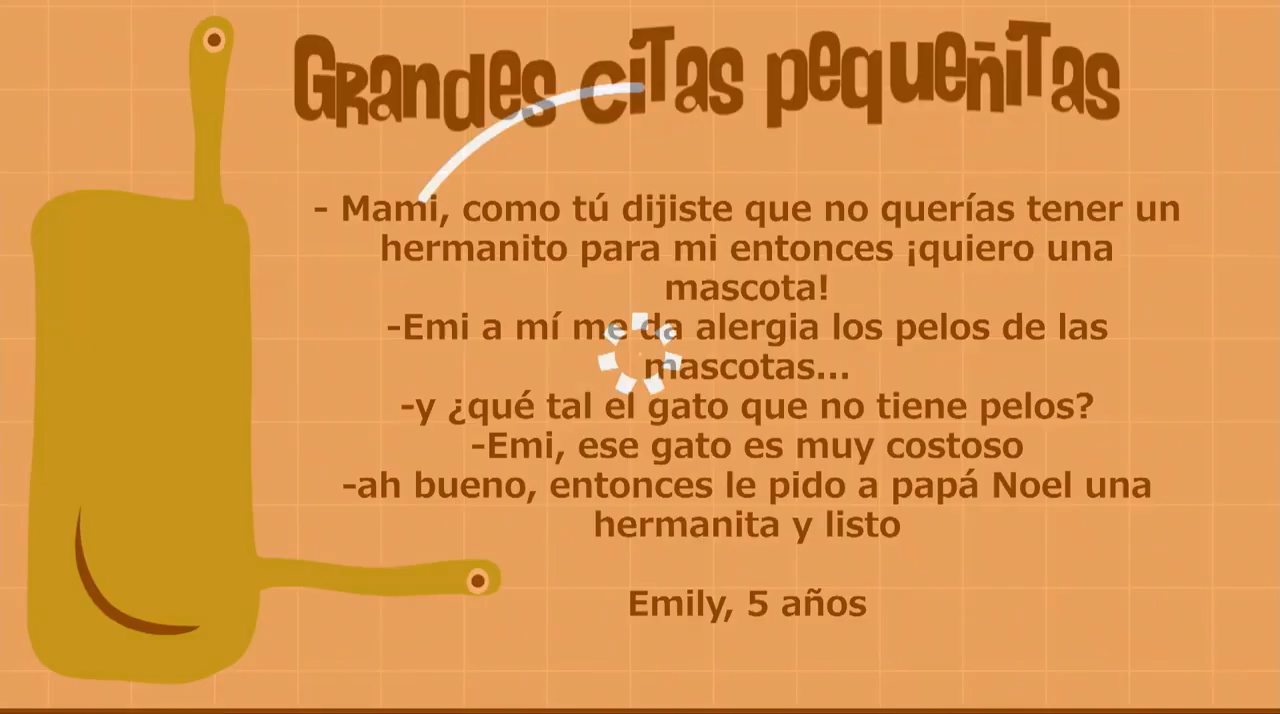 Grandes citas pequeñitas
- Mami, como tú dijiste que no querías tener un
hermanito para mi entonces ¡quiero una
mascota!
-Emi a mí me da alergia los pelos de las
mascotas...
-y ¿qué tal el gato que no tiene pelos?
-Emi, ese gato es muy costoso
-ah bueno, entonces le pido a papá Noel una
hermanita y listo
Emily, 5 años